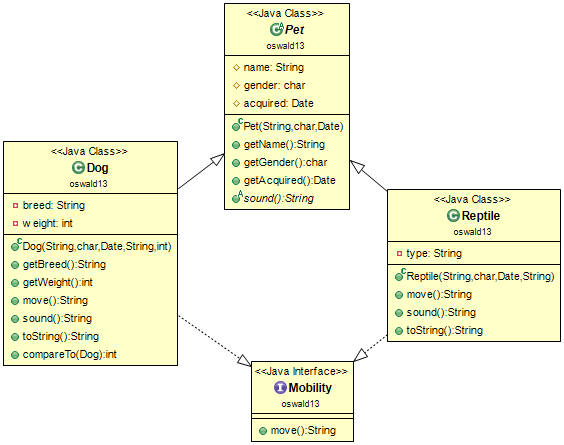 <<Java Class>>
Pet
oswald13
name: String
gender: char
acquired: Date
Pet(String,char,Date)
getName():String
getGender():char
getAcquired():Date
sound():String
<<Java Class>>
Dog
oswald13
breed: String
weight: int
Dog(String,char,Date,String,int)
getBreed():String
getWeight():int
move():String
sound():String
toString():String
compareTo(Dog):int
<<Java Class>>
Reptile
oswald13
type: String
Reptile(String,char,Date,String)
move():String
sound():String
toString():String
<<Java Interface>>
Mobility
oswald13
move():String